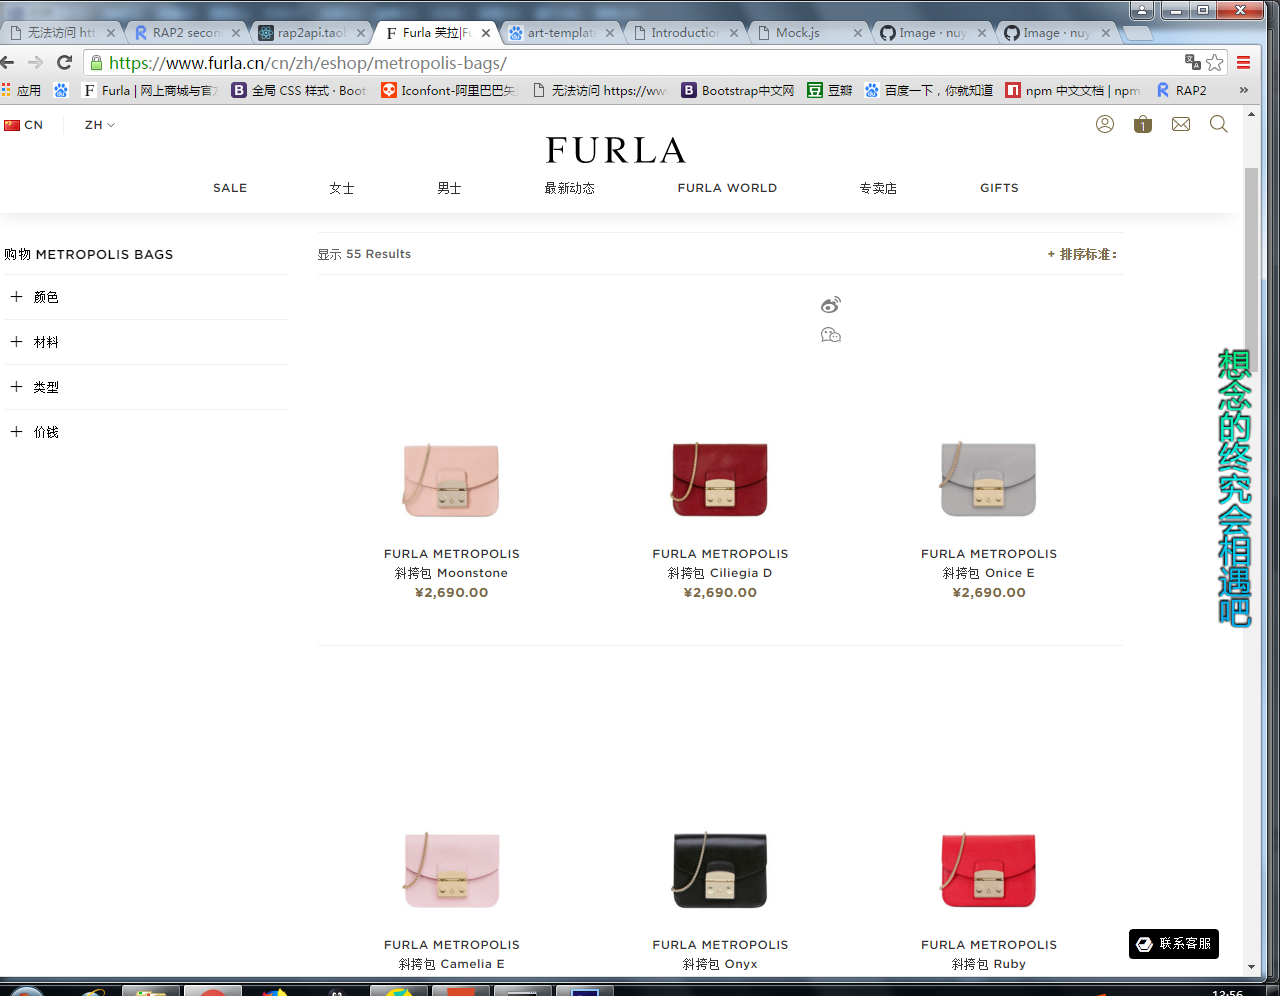 无法访问 htt
RAP2 secon
rap2api.taol
Furla 芙拉|Fu
art-template
Introduction
Mock.js
Image · nuy
Image · nuy
https://www.furla.cn/cn/zh/eshop/metropolis-bags/
应用
Furla | 网上商城与官方
全局 CSS 样式 · Boot
Iconfont-阿里巴巴矢
无法访问 https://ww
Bootstrap中文网
豆瓣
百度一下，你就知道
npm 中文文档 | npm
RAP2
»
CN
ZH
1
FURLA
SALE
女士
男士
最新动态
FURLA WORLD
专卖店
GIFTS
购物 METROPOLIS BAGS
显示 55 Results
+ 排序标准：
颜色
材料
类型
价钱
想念的终究会相遇吧
FURLA METROPOLIS
斜挎包 Moonstone
¥2,690.00
FURLA METROPOLIS
斜挎包 Ciliegia D
¥2,690.00
FURLA METROPOLIS
斜挎包 Onice E
¥2,690.00
FURLA METROPOLIS
斜挎包 Camelia E
FURLA METROPOLIS
斜挎包 Onyx
FURLA METROPOLIS
斜挎包 Ruby
联系客服
13:56